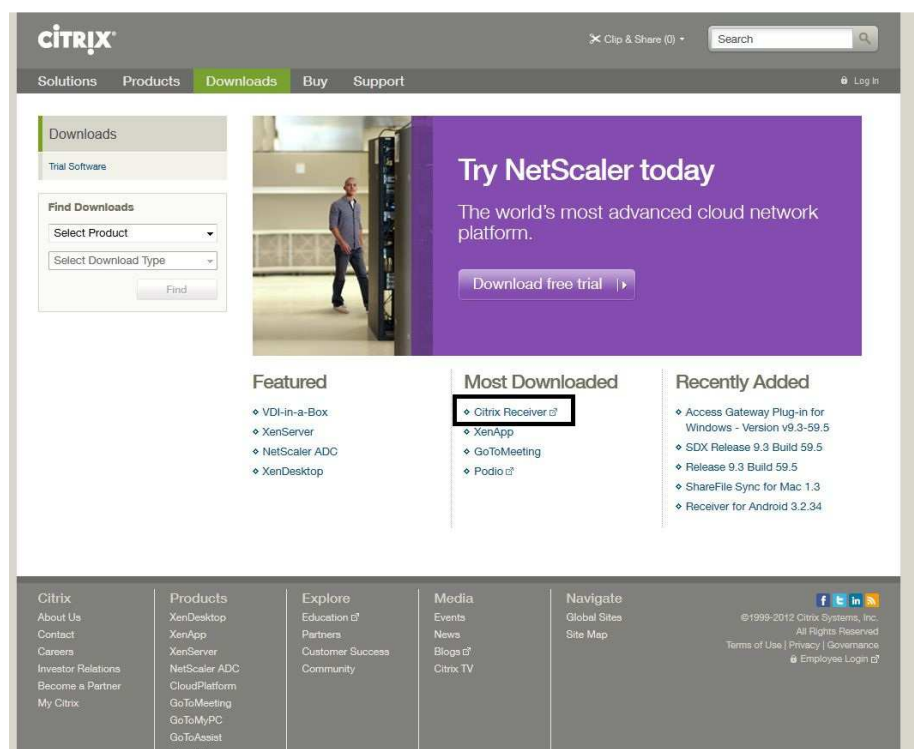 CITRIX
Clip & Share (0)
Search
Solutions Products Downloads Buy Support
Log In
Downloads
Trial Software
Find Downloads
Select Product
Select Download Type
Find
Try NetScaler today
The world's most advanced cloud network
platform.
Download free trial
Featured
VDI-in-a-Box
XenServer
NetScaler ADC
XenDesktop
Most Downloaded
Citrix Receiver
XenApp
GoToMeeting
Podio
Recently Added
Access Gateway Plug-in for
Windows - Version v9.3-59.5
SDX Release 9.3 Build 59.5
Release 9.3 Build 59.5
ShareFile Sync for Mac 1.3
Receiver for Android 3.2.34
Citrix
About Us
Contact
Careers
Investor Relations
Become a Partner
My Citrix
Products
XenDesktop
XenApp
XenServer
NetScaler ADC
CloudPlatform
GoToMeeting
GoToMyPC
GoToAssist
Explore
Education
Partners
Customer Success
Community
Media
Events
News
Blogs
Citrix TV
Navigate
Global Sites
Site Map
©1999-2012 Citrix Systems, Inc.
All Rights Reserved
Terms of Use | Privacy | Governance
Employee Login